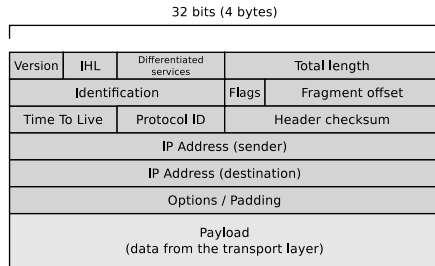 32 bits (4 bytes)
Version IHL Differentiated services Total length
Identification Flags Fragment offset
Time To Live Protocol ID Header checksum
IP Address (sender)
IP Address (destination)
Options / Padding
Payload
(data from the transport layer)